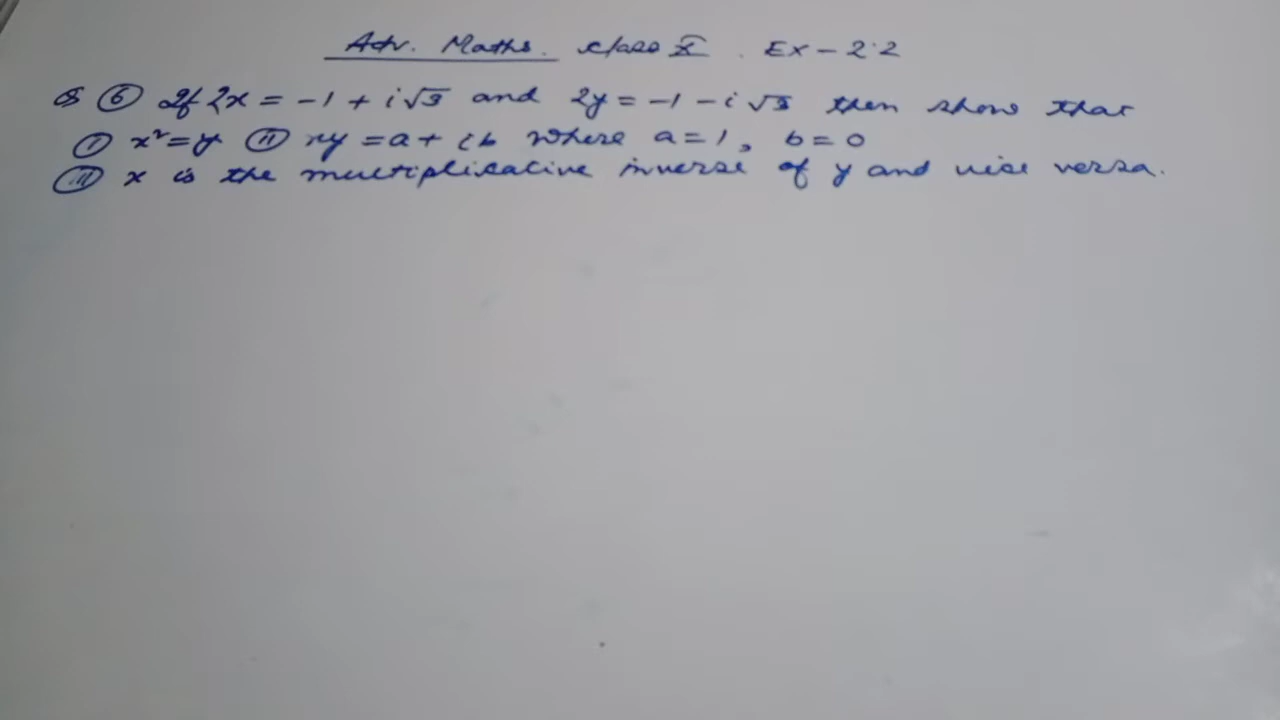 Adv. Maths. class X . Ex - 2.2
Q ⑥ If 2x = -1 + i√3 and 2y = -1 - i√3 then show that
(i) x² = y (ii) xy = a + ib where a = 1, b = 0
(iii) x is the multiplicative inverse of y and vice versa.